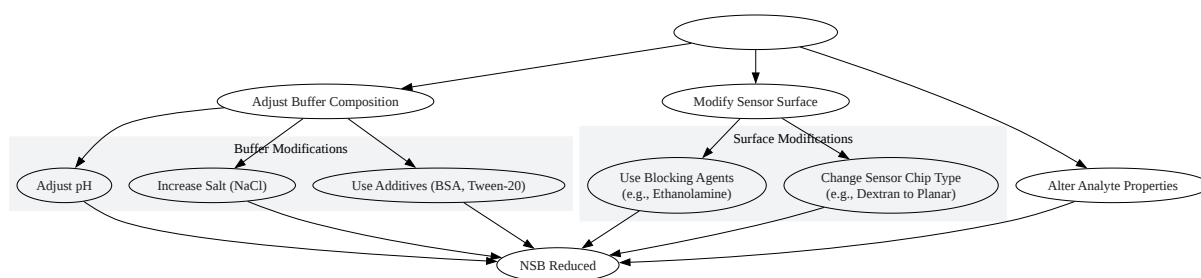 Adjust Buffer Composition
Modify Sensor Surface
Buffer Modifications
Surface Modifications
Adjust pH
Increase Salt (NaCl)
Use Additives (BSA, Tween-20)
Use Blocking Agents
(e.g., Ethanolamine)
Change Sensor Chip Type
(e.g., Dextran to Planar)
Alter Analyte Properties
NSB Reduced